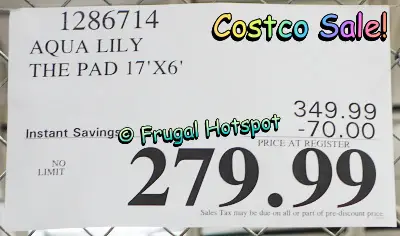 1286714
Costco Sale!
AQUA LILY
THE PAD 17'X6'
349.99
Instant Savings -70.00
© Frugal Hotspot
PRICE AT REGISTER
NO
LIMIT
279.99
Sales Tax may be due on all or part of pre-discount price